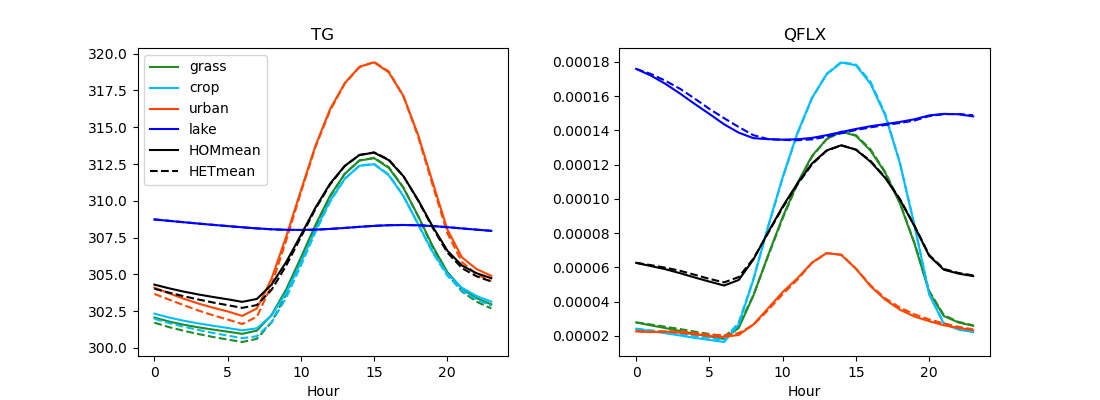 TG
320.0
317.5
315.0
312.5
310.0
307.5
305.0
302.5
300.0
grass
crop
urban
lake
HOMmean
HETmean
0 5 10 15 20
Hour
QFLX
0.00018
0.00016
0.00014
0.00012
0.00010
0.00008
0.00006
0.00004
0.00002
0 5 10 15 20
Hour